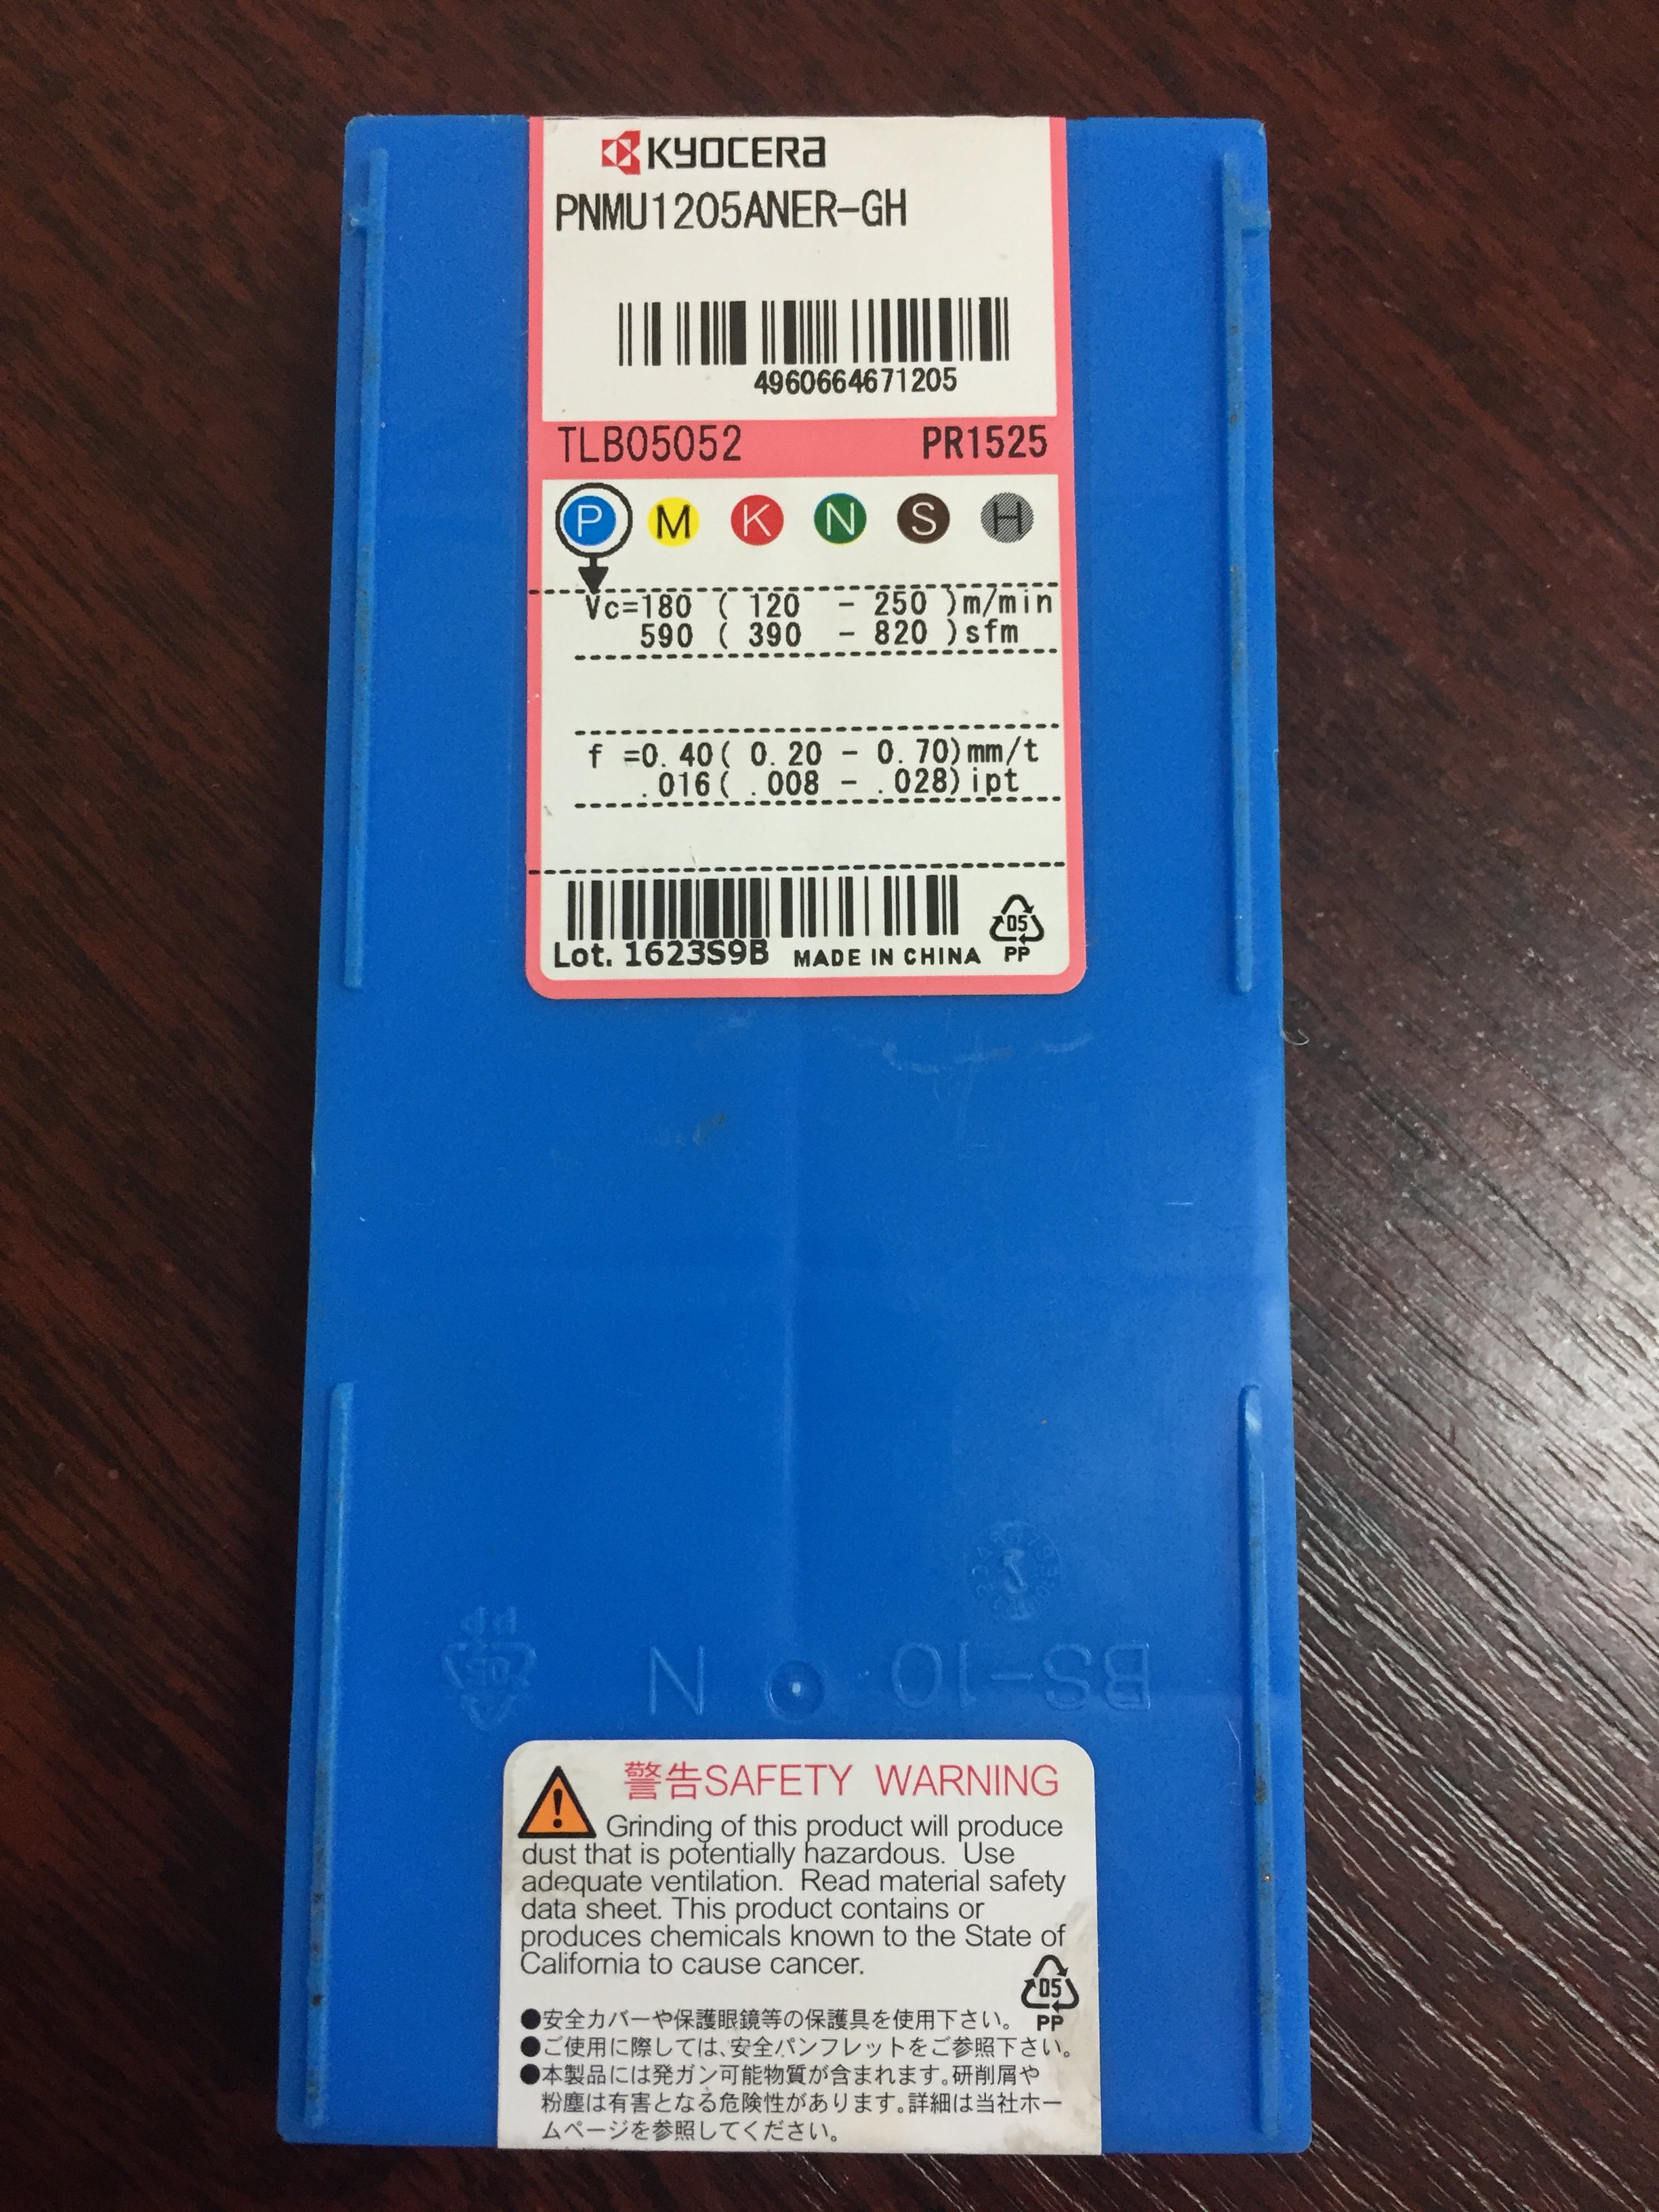 KYOCERA
PNMU1205ANER-GH
4960664671205
TLB05052 PR1525
P M K N S H
Vc=180 ( 120 - 250 )m/min
590 ( 390 - 820 )sfm
f =0.40( 0.20 - 0.70)mm/t
.016( .008 - .028)ipt
Lot. 1623S9B MADE IN CHINA
05
PP
BS-10 N
05
PP
警告SAFETY WARNING
Grinding of this product will produce
dust that is potentially hazardous. Use
adequate ventilation. Read material safety
data sheet. This product contains or
produces chemicals known to the State of
California to cause cancer.
05
PP
●安全カバーや保護眼鏡等の保護具を使用下さい。
●ご使用に際しては、安全パンフレットをご参照下さい。
●本製品には発ガン可能物質が含まれます。研削屑や
粉塵は有害となる危険性があります。詳細は当社ホー
ムページを参照してください。